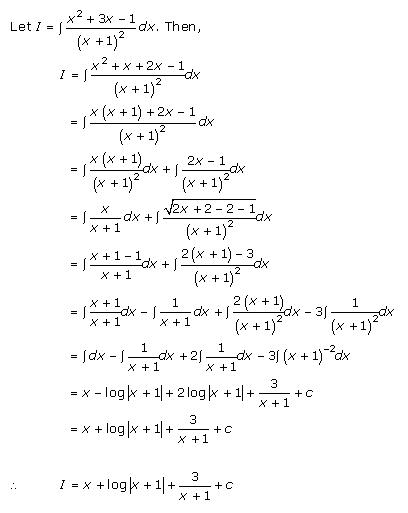 Let I = ∫ (x² + 3x − 1)/(x + 1)² dx. Then,
I = ∫ (x² + x + 2x − 1)/(x + 1)² dx
= ∫ (x(x + 1) + 2x − 1)/(x + 1)² dx
= ∫ x(x + 1)/(x + 1)² dx + ∫ (2x − 1)/(x + 1)² dx
= ∫ x/(x + 1) dx + ∫ √(2x + 2 − 2 − 1)/(x + 1)² dx
= ∫ (x + 1 − 1)/(x + 1) dx + ∫ (2(x + 1) − 3)/(x + 1)² dx
= ∫ (x + 1)/(x + 1) dx − ∫ 1/(x + 1) dx + ∫ 2(x + 1)/(x + 1)² dx − 3∫ 1/(x + 1)² dx
= ∫ dx − ∫ 1/(x + 1) dx + 2∫ 1/(x + 1) dx − 3∫ (x + 1)⁻² dx
= x − log|x + 1| + 2 log|x + 1| + 3/(x + 1) + c
= x + log|x + 1| + 3/(x + 1) + c
∴ I = x + log|x + 1| + 3/(x + 1) + c